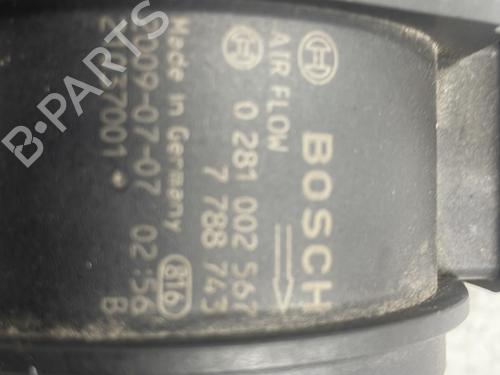 BOSCH
AIR FLOW
0 281 002 567
7 788 743
Made in Germany 816
2009-07-07 02:56
B
B-PARTS